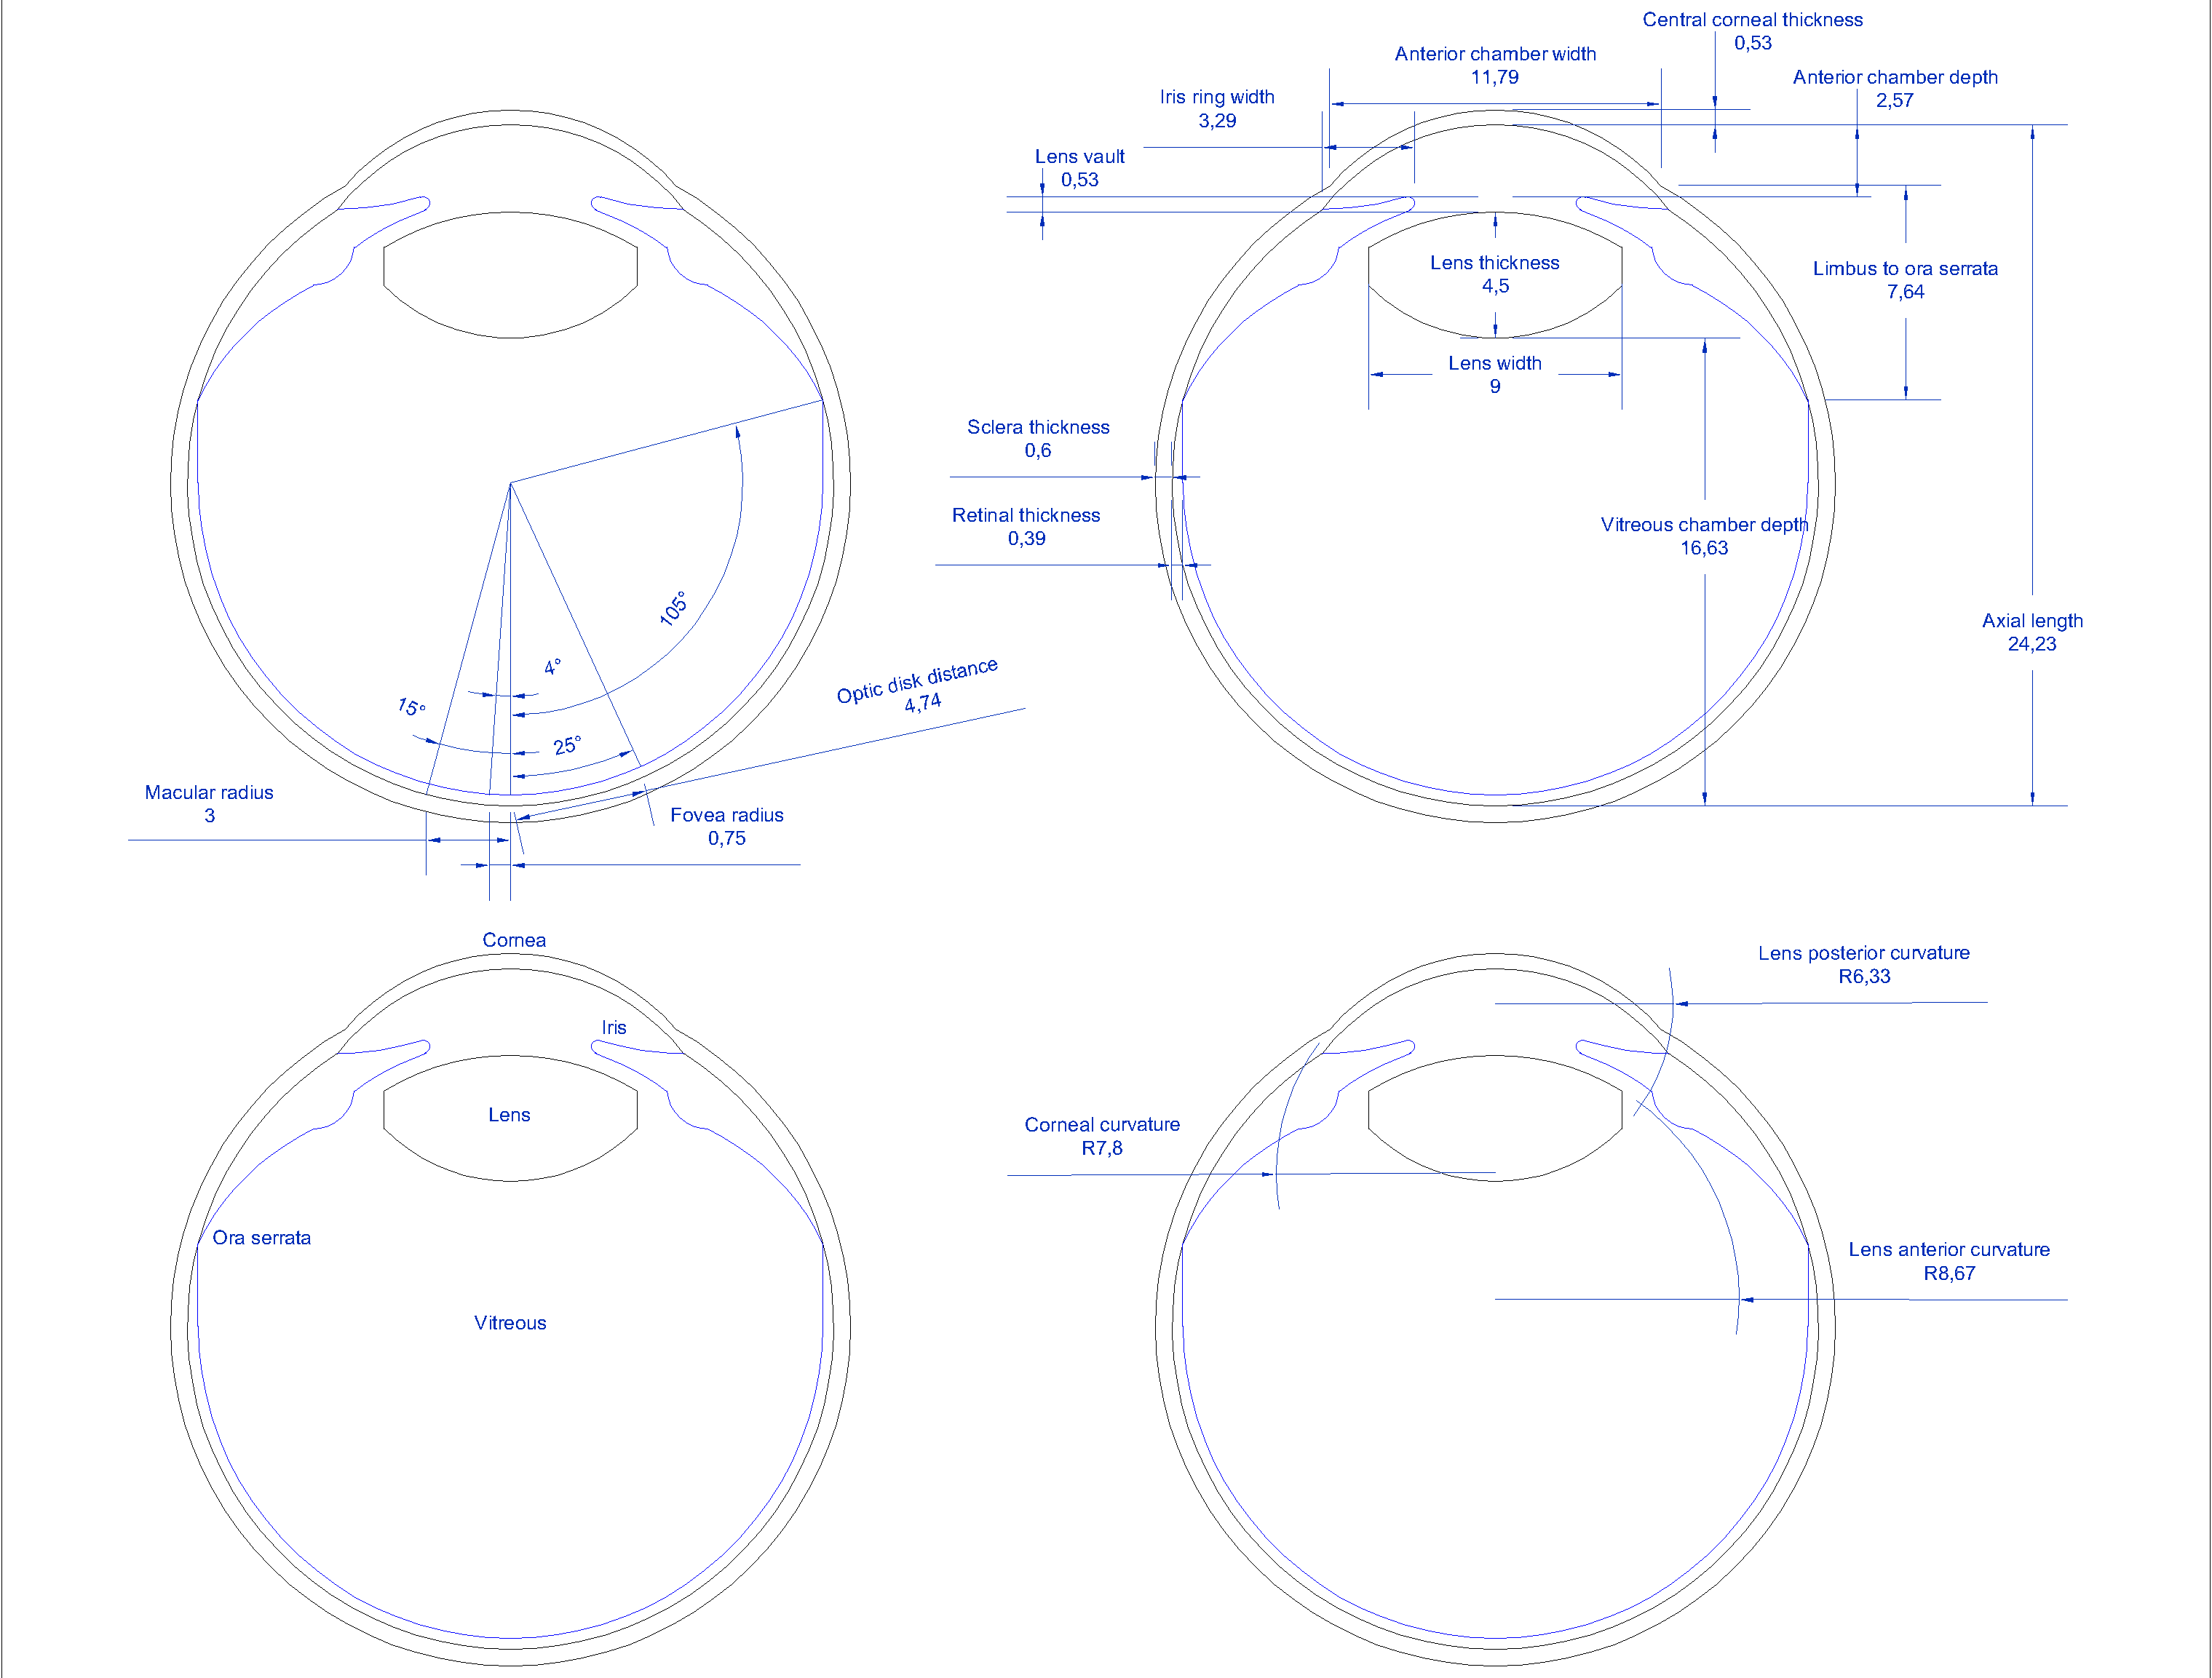 Central corneal thickness
0,53
Anterior chamber width
11,79
Anterior chamber depth
2,57
Iris ring width
3,29
Lens vault
0,53
Lens thickness
4,5
Limbus to ora serrata
7,64
Lens width
9
Sclera thickness
0,6
Retinal thickness
0,39
Vitreous chamber depth
16,63
Axial length
24,23
105°
4°
15°
25°
Optic disk distance
4,74
Macular radius
3
Fovea radius
0,75
Cornea
Iris
Lens
Ora serrata
Vitreous
Lens posterior curvature
R6,33
Corneal curvature
R7,8
Lens anterior curvature
R8,67